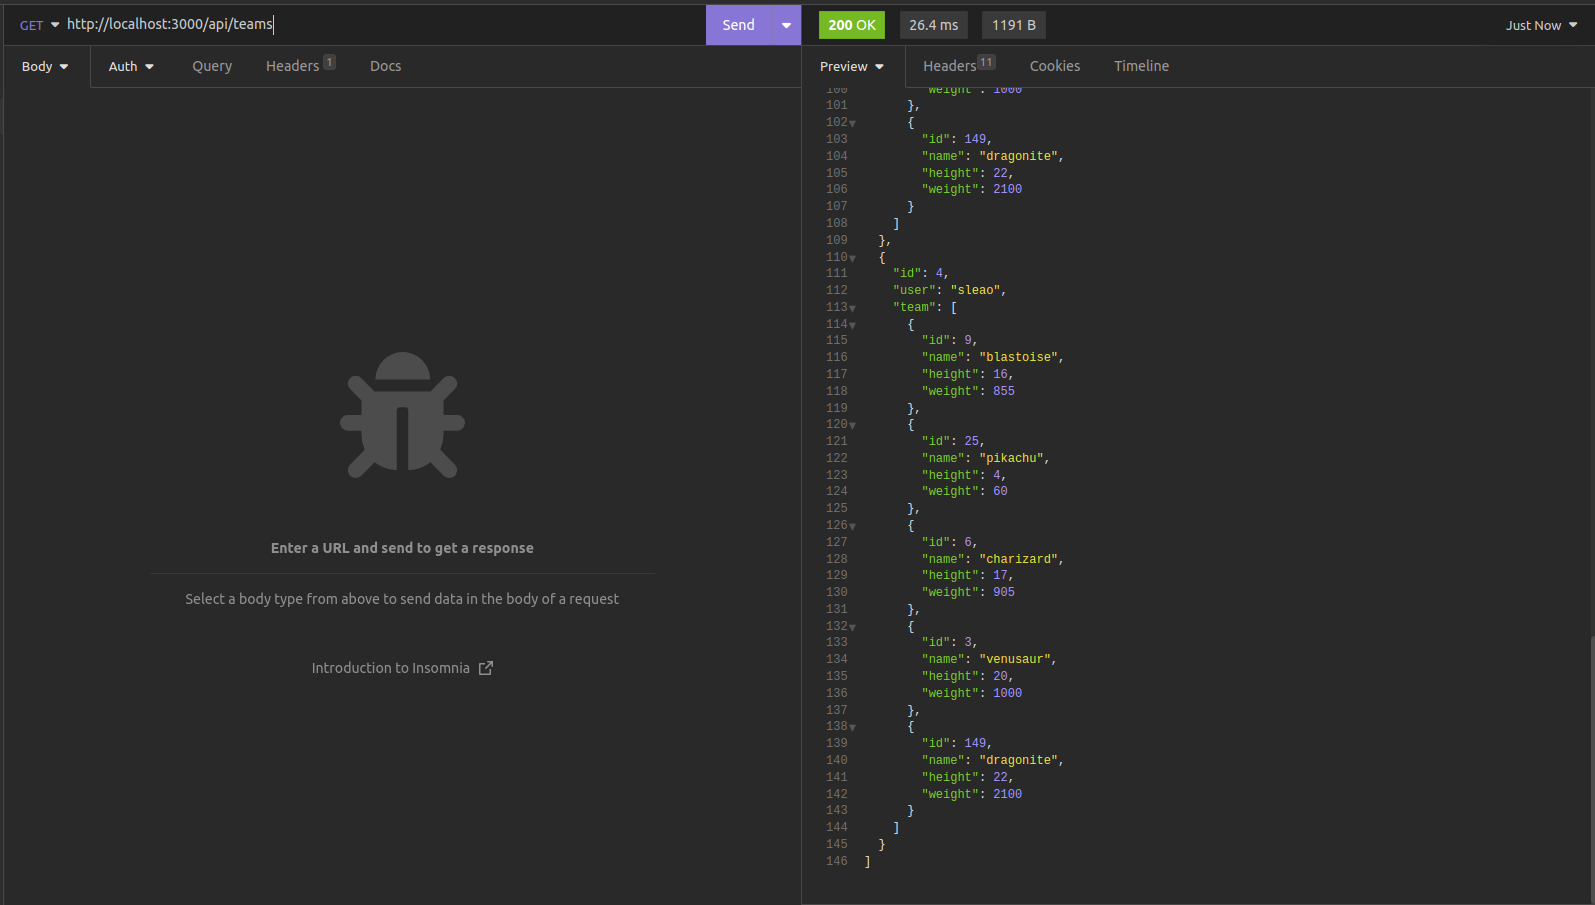 GET http://localhost:3000/api/teams Send 200 OK 26.4 ms 1191 B Just Now
Body Auth Query Headers 1 Docs
Preview Headers 11 Cookies Timeline
Enter a URL and send to get a response
Select a body type from above to send data in the body of a request
Introduction to Insomnia
100 "weight": 1000
101 },
102 {
103 "id": 149,
104 "name": "dragonite",
105 "height": 22,
106 "weight": 2100
107 }
108 ]
109 },
110 {
111 "id": 4,
112 "user": "sleao",
113 "team": [
114 {
115 "id": 9,
116 "name": "blastoise",
117 "height": 16,
118 "weight": 855
119 },
120 {
121 "id": 25,
122 "name": "pikachu",
123 "height": 4,
124 "weight": 60
125 },
126 {
127 "id": 6,
128 "name": "charizard",
129 "height": 17,
130 "weight": 905
131 },
132 {
133 "id": 3,
134 "name": "venusaur",
135 "height": 20,
136 "weight": 1000
137 },
138 {
139 "id": 149,
140 "name": "dragonite",
141 "height": 22,
142 "weight": 2100
143 }
144 ]
145 }
146 ]